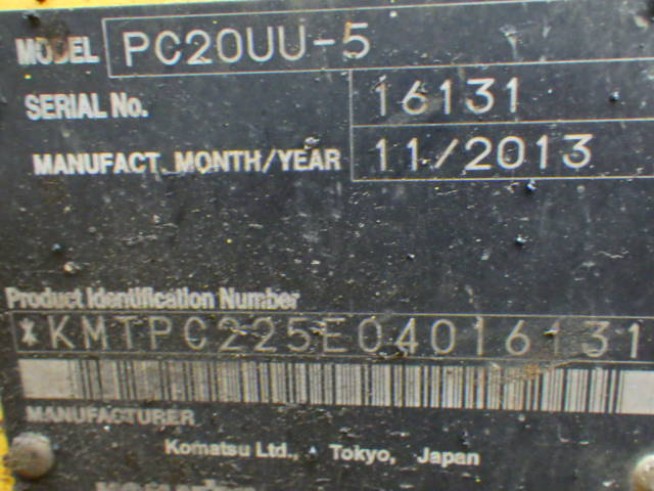 MODEL PC20UU-5
SERIAL No. 16131
MANUFACT. MONTH/YEAR 11/2013
Product Identification Number
*KMTPC225E04016131
MANUFACTURER
Komatsu Ltd., Tokyo, Japan